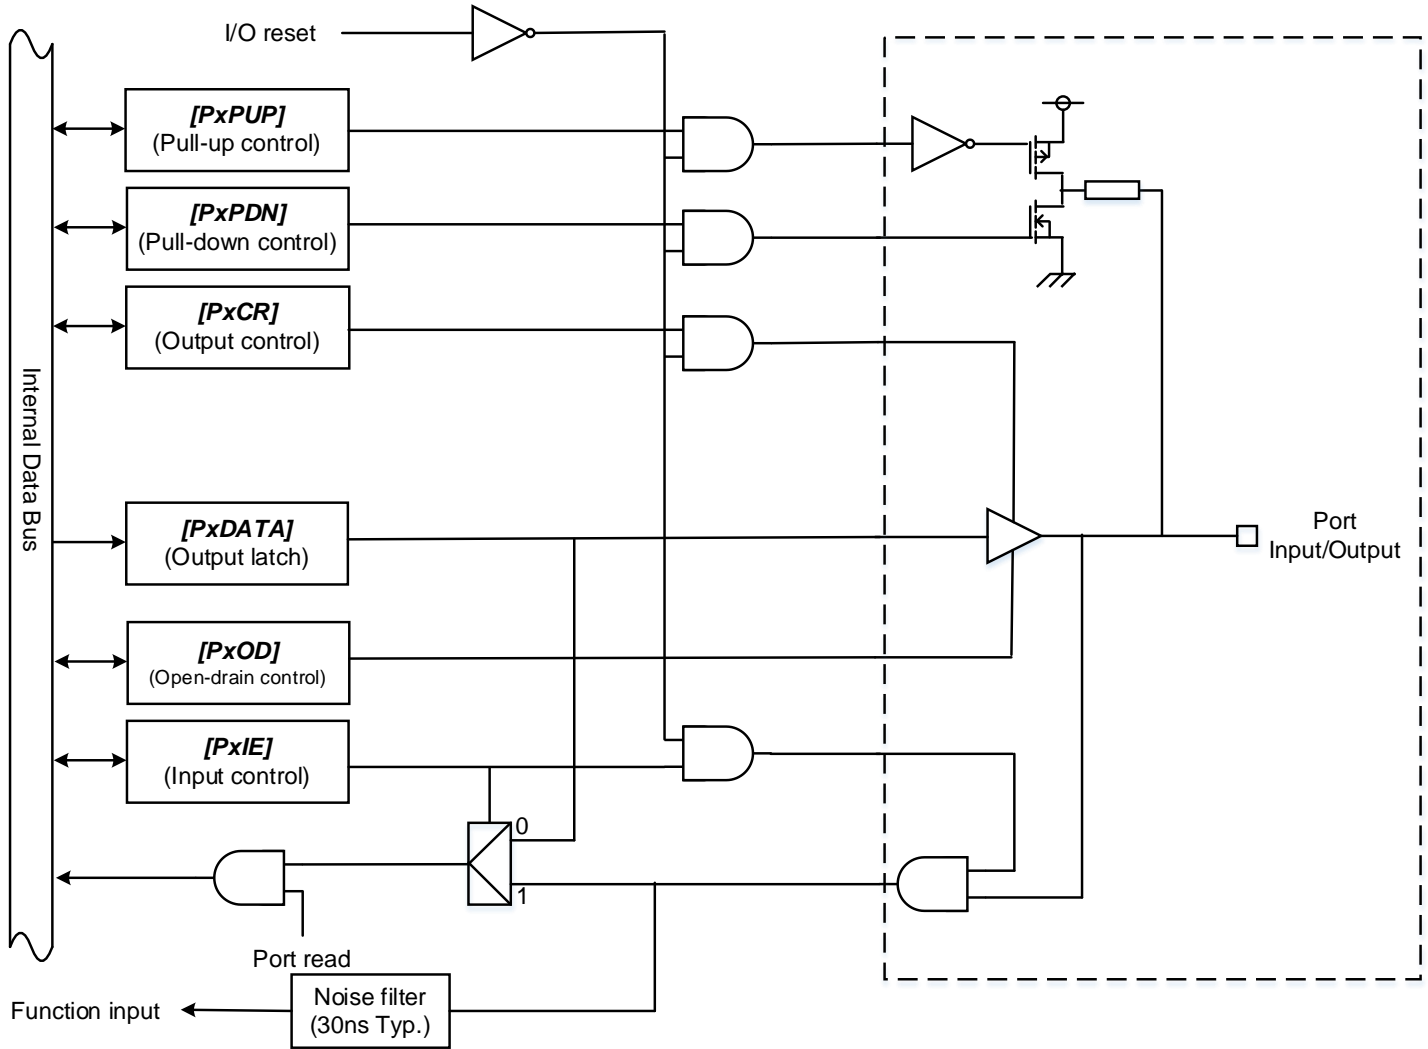 I/O reset
[PxPUP]
(Pull-up control)
[PxPDN]
(Pull-down control)
[PxCR]
(Output control)
Internal Data Bus
[PxDATA]
(Output latch)
Port
Input/Output
[PxOD]
(Open-drain control)
[PxIE]
(Input control)
0
1
Port read
Noise filter
(30ns Typ.)
Function input